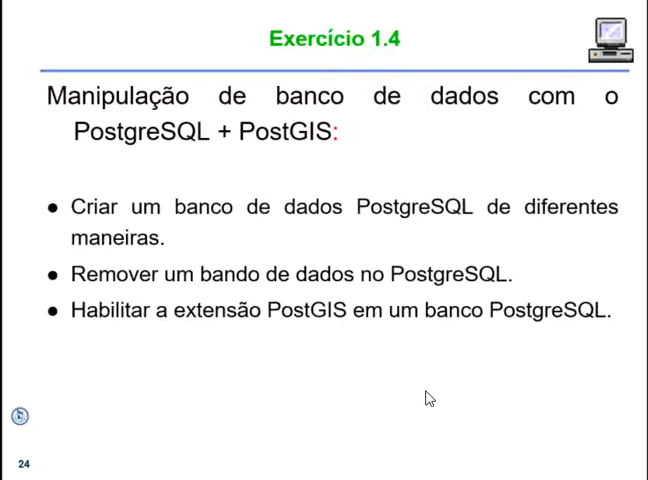 Exercício 1.4
Manipulação de banco de dados com o
PostgreSQL + PostGIS:
● Criar um banco de dados PostgreSQL de diferentes
maneiras.
● Remover um bando de dados no PostgreSQL.
● Habilitar a extensão PostGIS em um banco PostgreSQL.
24